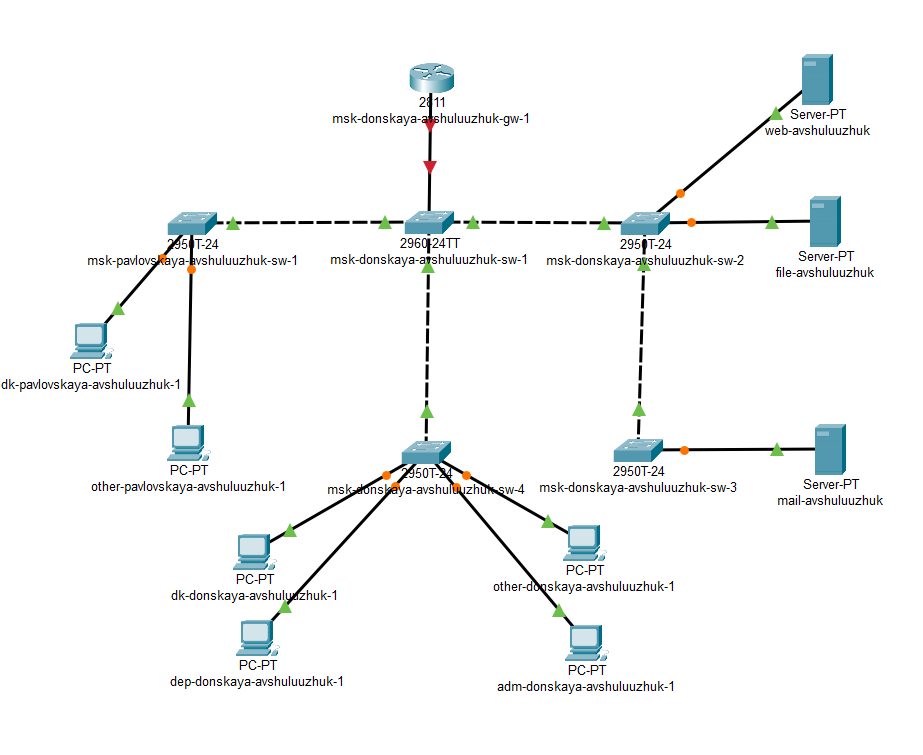 2811
msk-donskaya-avshuluuzhuk-gw-1
Server-PT
web-avshuluuzhuk
2950T-24
msk-pavlovskaya-avshuluuzhuk-sw-1
2960-24TT
msk-donskaya-avshuluuzhuk-sw-1
2950T-24
msk-donskaya-avshuluuzhuk-sw-2
Server-PT
file-avshuluuzhuk
PC-PT
dk-pavlovskaya-avshuluuzhuk-1
PC-PT
other-pavlovskaya-avshuluuzhuk-1
2950T-24
msk-donskaya-avshuluuzhuk-sw-4
2950T-24
msk-donskaya-avshuluuzhuk-sw-3
Server-PT
mail-avshuluuzhuk
PC-PT
dk-donskaya-avshuluuzhuk-1
PC-PT
other-donskaya-avshuluuzhuk-1
PC-PT
dep-donskaya-avshuluuzhuk-1
PC-PT
adm-donskaya-avshuluuzhuk-1